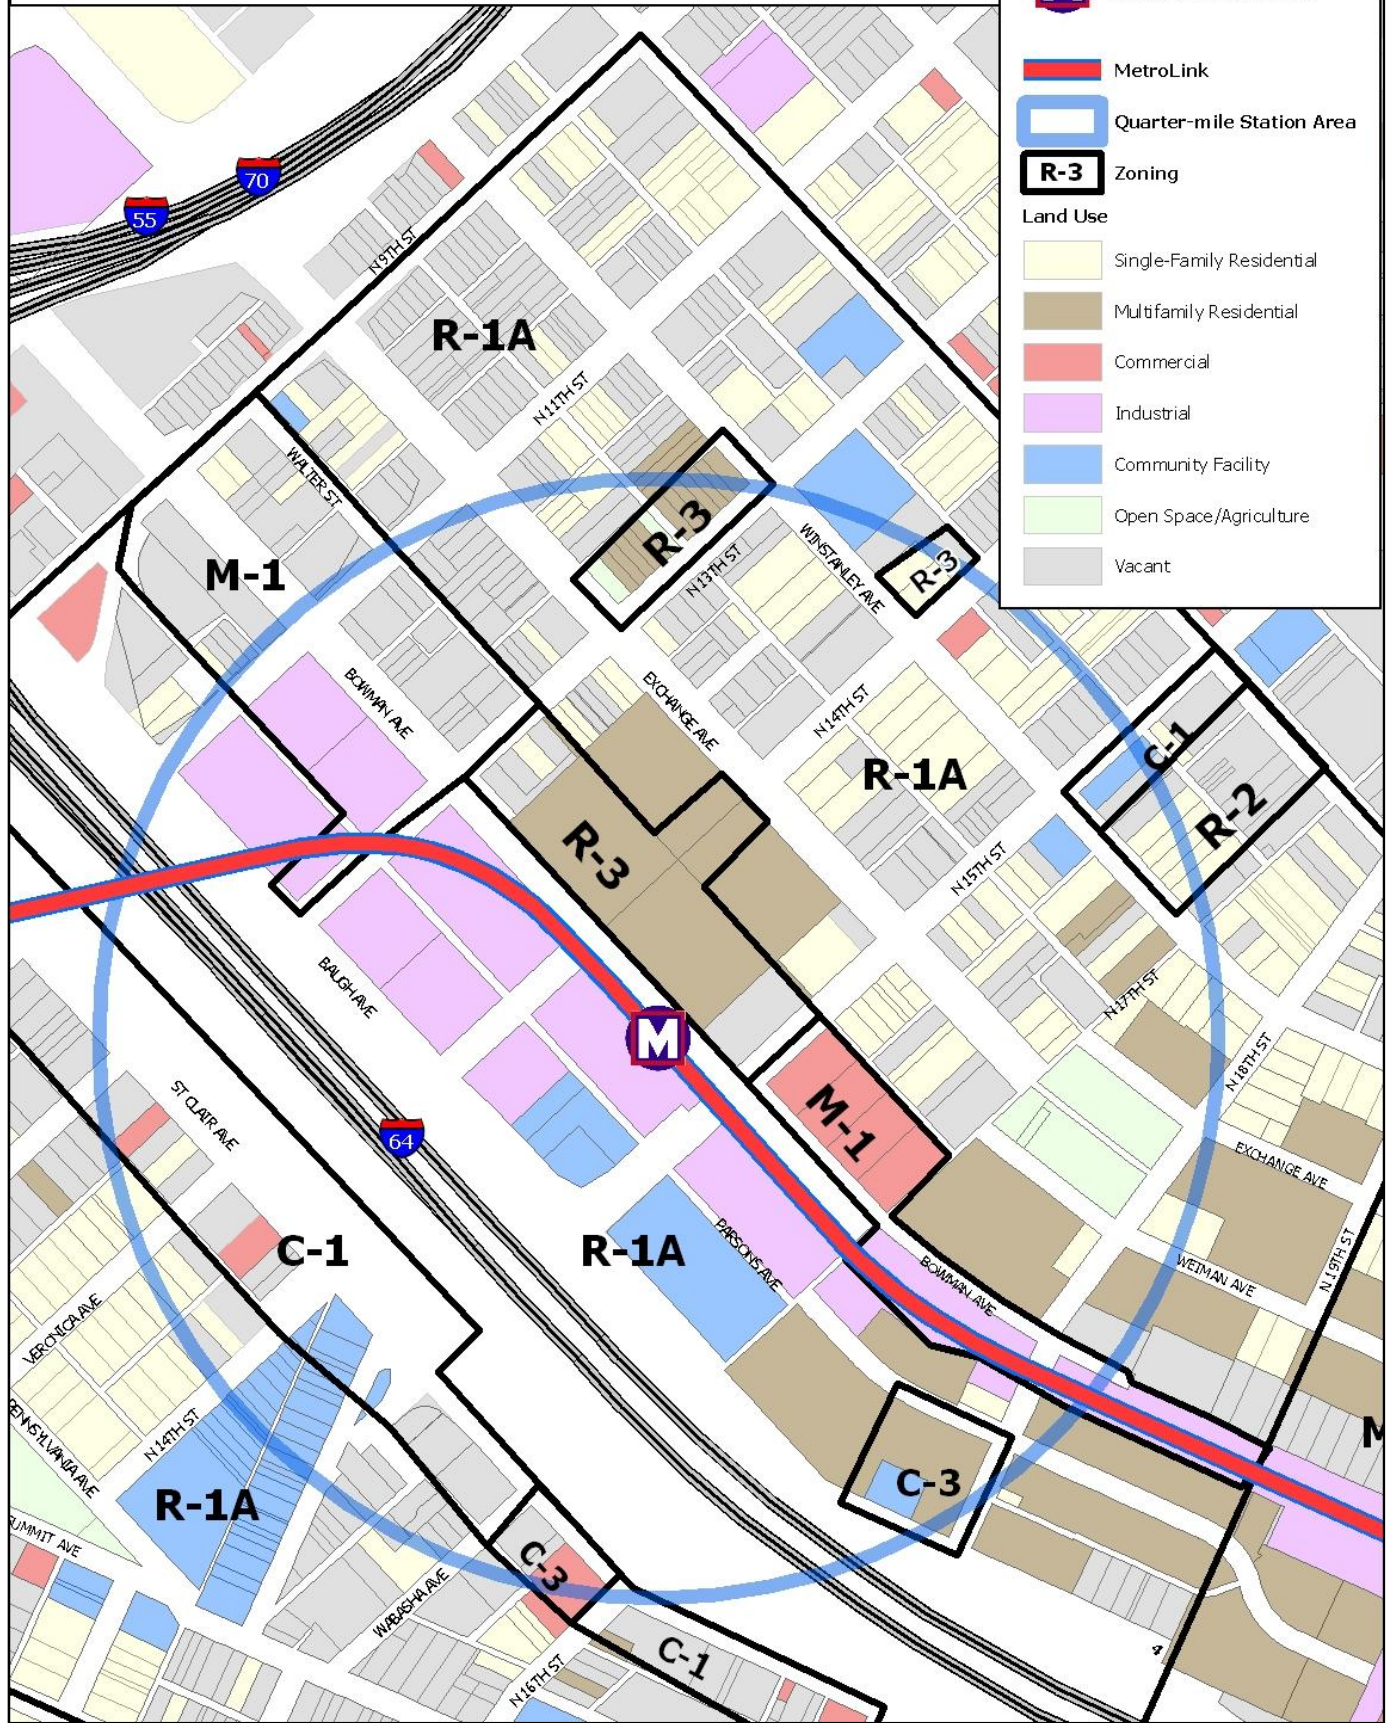 MetroLink
Quarter-mile Station Area
R-3 Zoning
Land Use
Single-Family Residential
Multifamily Residential
Commercial
Industrial
Community Facility
Open Space/Agriculture
Vacant
70
55
N 9TH ST
R-1A
N 11TH ST
WALTER ST
R-3
M-1
N 13TH ST
WINSTANLEY AVE
R-3
BOWMAN AVE
EXCHANGE AVE
N 14TH ST
C-1
R-1A
R-2
R-3
N 15TH ST
BAUGH AVE
N 17TH ST
M
N 18TH ST
ST CLAIR AVE
64
M-1
EXCHANGE AVE
C-1
R-1A
PARSONS AVE
BOWMAN AVE
WEIMAN AVE
N 19TH ST
VERONICA AVE
PENNSYLVANIA AVE
N 14TH ST
M
R-1A
C-3
SUMMIT AVE
C-3
WABASHA AVE
C-1
4
N 16TH ST